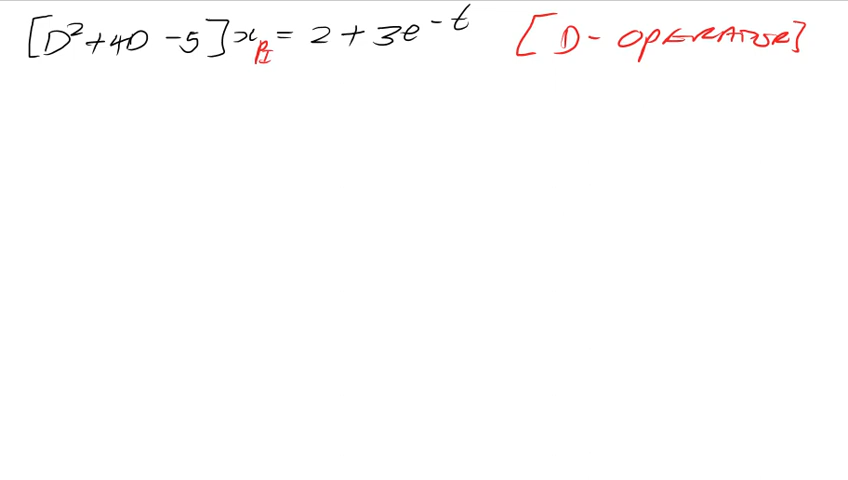 [D²+4D -5]x_PI = 2 + 3e^-t [D- OPERATOR]